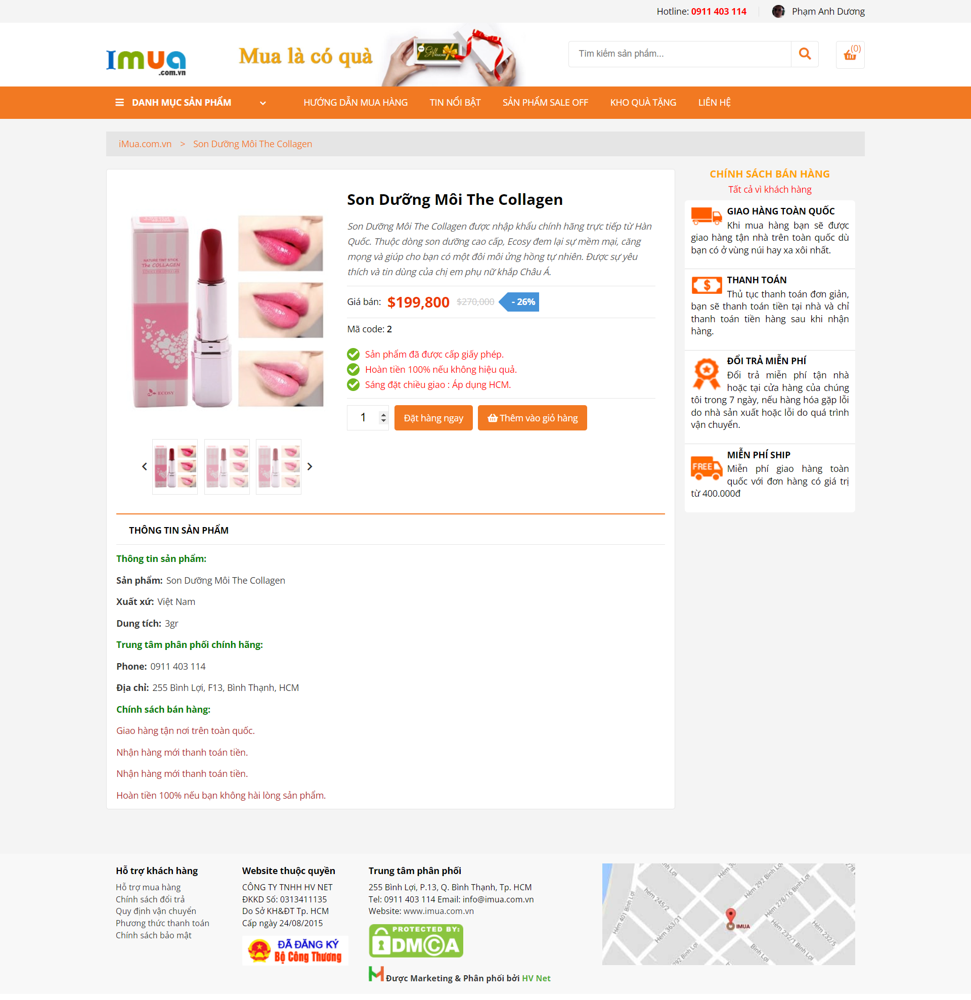 Hotline: 0911 403 114
Phạm Anh Dương
ımua
.com.vn
Mua là có quà
Gift
VOUCHER
Tìm kiếm sản phẩm...
(0)
DANH MỤC SẢN PHẨM
HƯỚNG DẪN MUA HÀNG
TIN NỔI BẬT
SẢN PHẨM SALE OFF
KHO QUÀ TẶNG
LIÊN HỆ
iMua.com.vn > Son Dưỡng Môi The Collagen
NATURE TINT STICK
The COLLAGEN
ECOSY
Son Dưỡng Môi The Collagen
Son Dưỡng Môi The Collagen được nhập khẩu chính hãng trực tiếp từ Hàn
Quốc. Thuộc dòng son dưỡng cao cấp, Ecosy đem lại sự mềm mại, căng
mọng và giúp cho bạn có một đôi môi ửng hồng tự nhiên. Được sự yêu
thích và tin dùng của chị em phụ nữ khắp Châu Á.
Giá bán: $199,800 $270,000 - 26%
Mã code: 2
Sản phẩm đã được cấp giấy phép.
Hoàn tiền 100% nếu không hiệu quả.
Sáng đặt chiều giao : Áp dụng HCM.
1
Đặt hàng ngay
Thêm vào giỏ hàng
CHÍNH SÁCH BÁN HÀNG
Tất cả vì khách hàng
GIAO HÀNG TOÀN QUỐC
Khi mua hàng bạn sẽ được
giao hàng tận nhà trên toàn quốc dù
bạn có ở vùng núi hay xa xôi nhất.
THANH TOÁN
Thủ tục thanh toán đơn giản,
bạn sẽ thanh toán tiền tại nhà và chỉ
thanh toán tiền hàng sau khi nhận
hàng.
ĐỔI TRẢ MIỄN PHÍ
Đổi trả miễn phí tận nhà
hoặc tại cửa hàng của chúng
tôi trong 7 ngày, nếu hàng hóa gặp lỗi
do nhà sản xuất hoặc lỗi do quá trình
vận chuyển.
FREE
MIỄN PHÍ SHIP
Miễn phí giao hàng toàn
quốc với đơn hàng có giá trị
từ 400.000đ
THÔNG TIN SẢN PHẨM
Thông tin sản phẩm:
Sản phẩm: Son Dưỡng Môi The Collagen
Xuất xứ: Việt Nam
Dung tích: 3gr
Trung tâm phân phối chính hãng:
Phone: 0911 403 114
Địa chỉ: 255 Bình Lợi, F13, Bình Thạnh, HCM
Chính sách bán hàng:
Giao hàng tận nơi trên toàn quốc.
Nhận hàng mới thanh toán tiền.
Nhận hàng mới thanh toán tiền.
Hoàn tiền 100% nếu bạn không hài lòng sản phẩm.
Hỗ trợ khách hàng
Hỗ trợ mua hàng
Chính sách đổi trả
Quy định vận chuyển
Phương thức thanh toán
Chính sách bảo mật
Website thuộc quyền
CÔNG TY TNHH HV NET
ĐKKD Số: 0313411135
Do Sở KH&ĐT Tp. HCM
Cấp ngày 24/08/2015
ĐÃ ĐĂNG KÝ
Bộ Công Thương
Trung tâm phân phối
255 Bình Lợi, P.13, Q. Bình Thạnh, Tp. HCM
Tel: 0911 403 114 Email: info@imua.com.vn
Website: www.imua.com.vn
PROTECTED BY:
DMCA
Được Marketing & Phân phối bởi HV Net
Hẻm 401 Bình Lợi
hẻm 245/2
Hẻm 363/31
Hẻm 292 Bình Lợi
Hẻm 278/16 Bình Lợi
IMUA
Hẻm 232/1 Bình Lợi
232/5
Bình Lợi
292 Bình Lợi
278